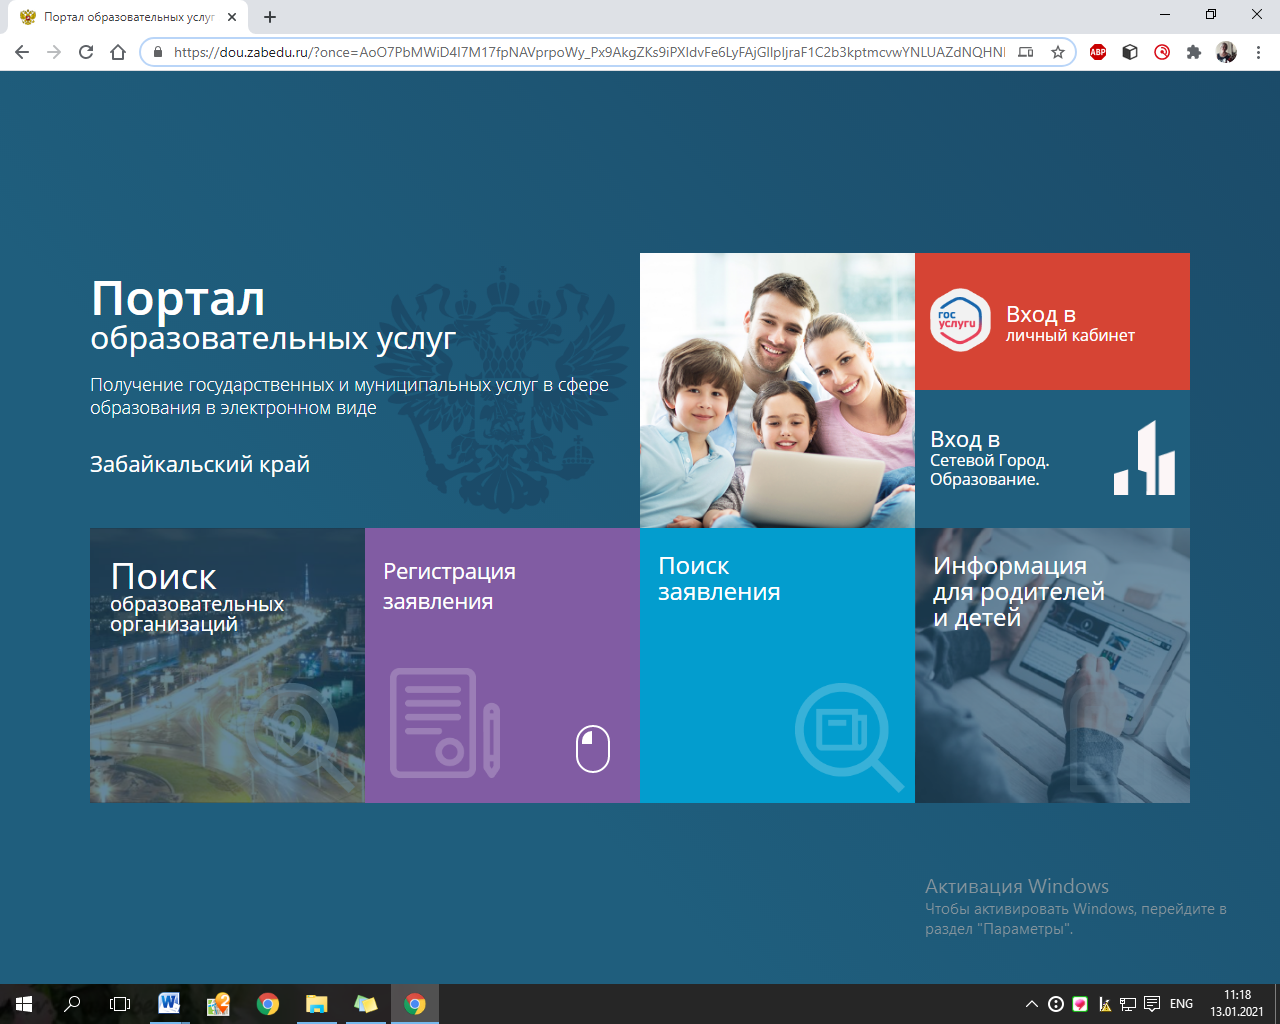 Портал образовательных услуг
https://dou.zabedu.ru/?once=
ABP
Портал
образовательных услуг
Получение государственных и муниципальных услуг в сфере
образования в электронном виде
Забайкальский край
гос
услуги
Вход в
личный кабинет
Вход в
Сетевой Город.
Образование.
Поиск
образовательных
организаций
Регистрация
заявления
Поиск
заявления
Информация
для родителей
и детей
Активация Windows
Чтобы активировать Windows, перейдите в
раздел "Параметры".
ENG
11:18
13.01.2021